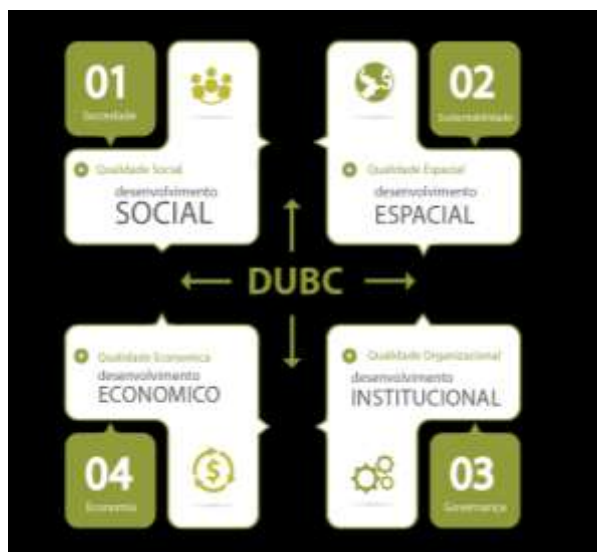 01
Sociedade
Qualidade Social
desenvolvimento
SOCIAL
02
Sustentabilidade
Qualidade Espacial
desenvolvimento
ESPACIAL
DUBC
Qualidade Economica
desenvolvimento
ECONOMICO
04
Economia
Qualidade Organizacional
desenvolvimento
INSTITUCIONAL
03
Governança